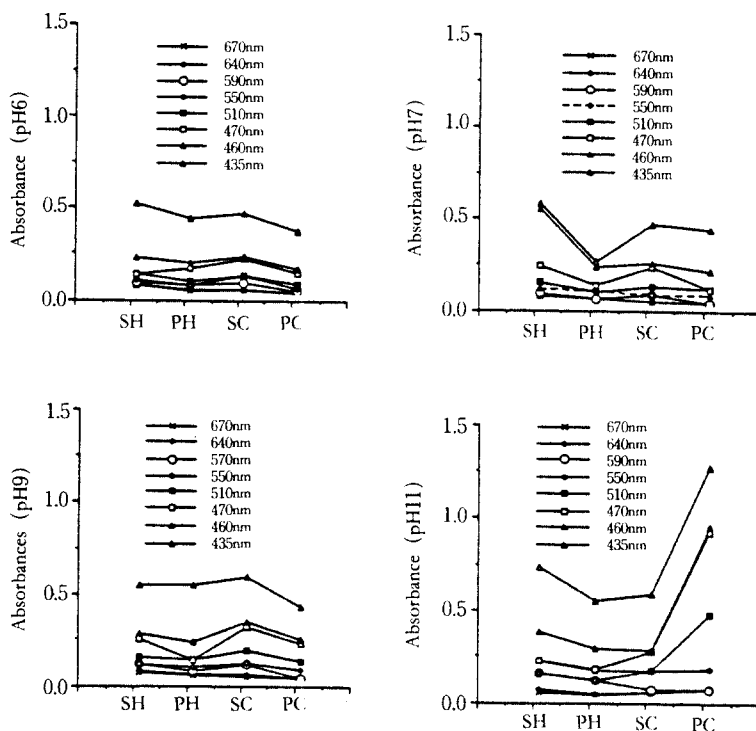 1.5
1.0
0.5
0.0
Absorbance (pH6)
670nm
640nm
590nm
550nm
510nm
470nm
460nm
435nm
SH PH SC PC
1.5
1.0
0.5
0.0
Absorbance (pH7)
670nm
640nm
590nm
550nm
510nm
470nm
460nm
435nm
SH PH SC PC
1.5
1.0
0.5
0.0
Absorbances (pH9)
670nm
640nm
570nm
550nm
510nm
470nm
460nm
435nm
SH PH SC PC
1.5
1.0
0.5
0.0
Absorbance (pH11)
670nm
640nm
590nm
550nm
510nm
470nm
460nm
435nm
SH PH SC PC